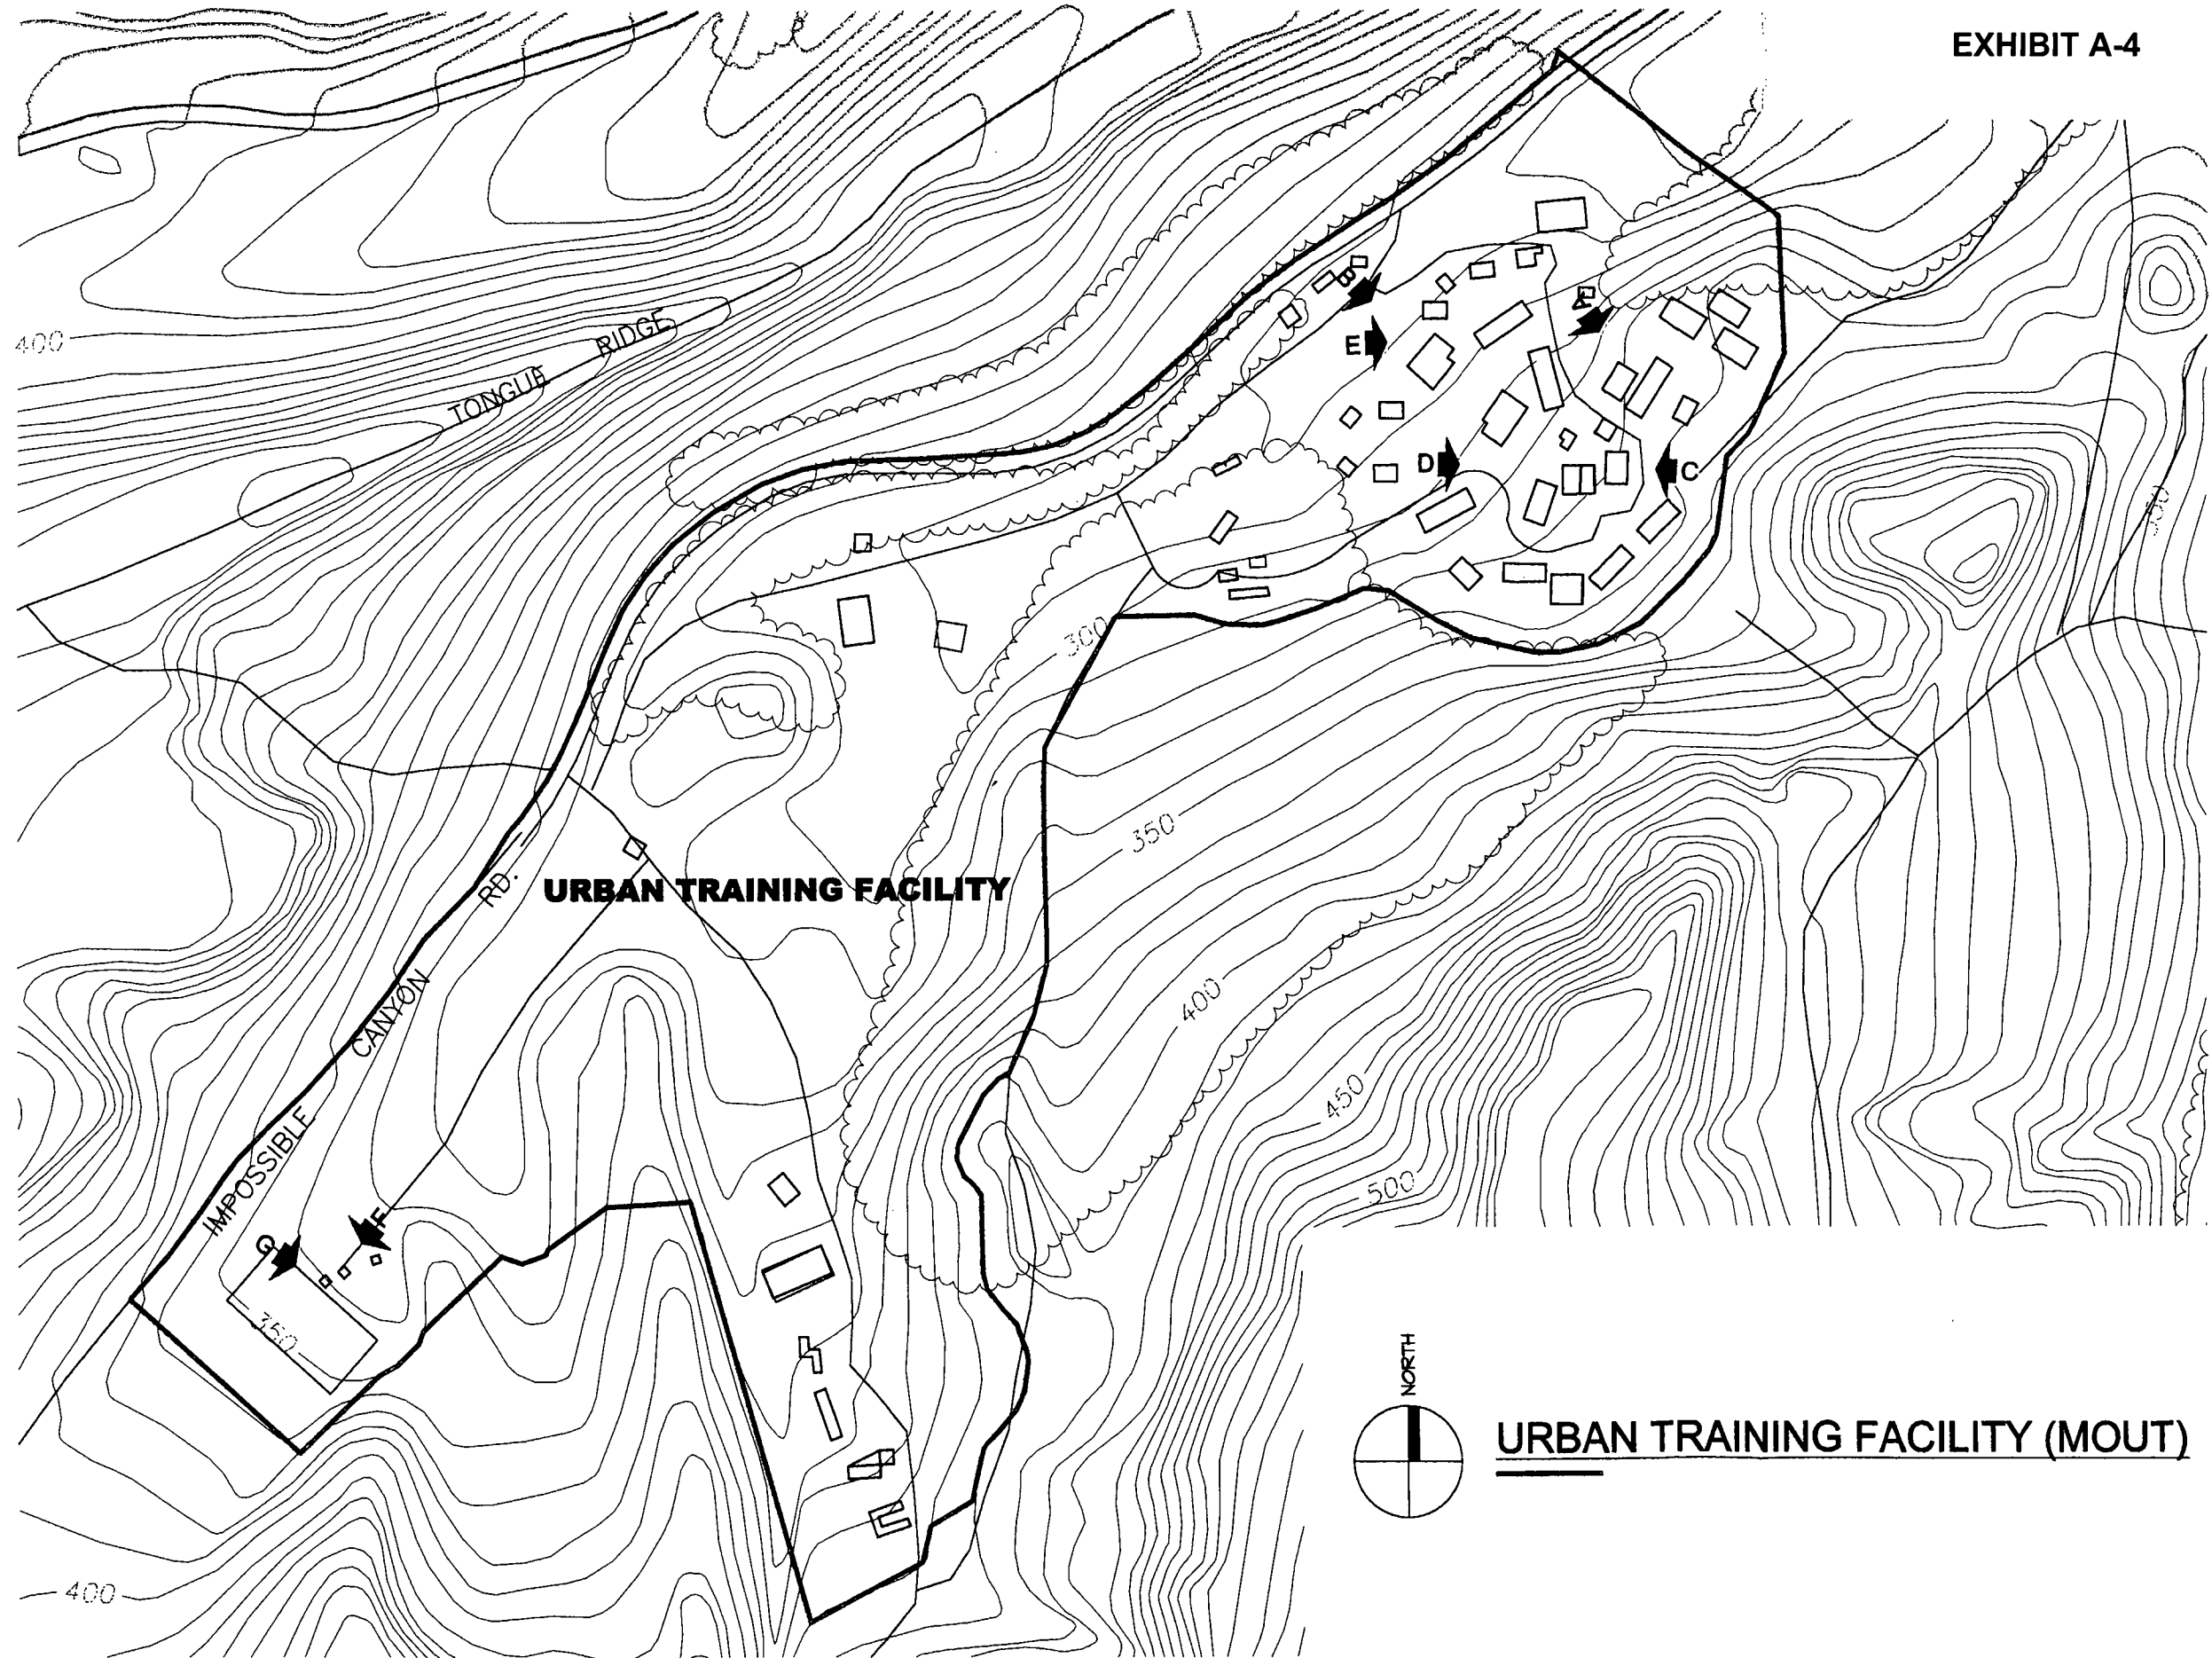 EXHIBIT A-4
400
TONGUE RIDGE
B
E
A
D
C
350
300
350
URBAN TRAINING FACILITY
IMPOSSIBLE CANYON RD.
400
450
500
G
F
350
400
NORTH
URBAN TRAINING FACILITY (MOUT)